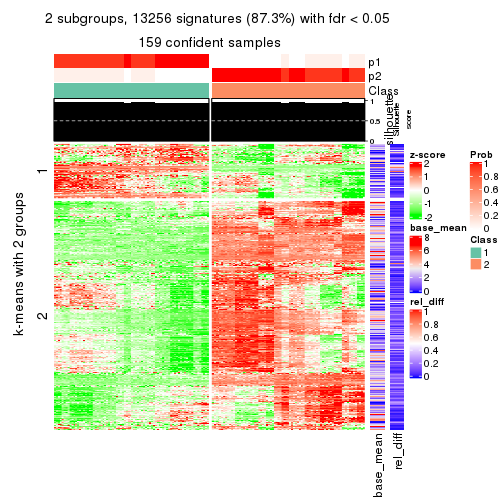 2 subgroups, 13256 signatures (87.3%) with fdr < 0.05
159 confident samples
p1
p2
Class
silhouette
1
0.5
0
Silhouette
score
k-means with 2 groups
1
2
base_mean
rel_diff
z-score
2
1
0
-1
-2
base_mean
8
6
4
2
0
rel_diff
1
0.8
0.6
0.4
0.2
0
Prob
1
0.8
0.6
0.4
0.2
0
Class
1
2